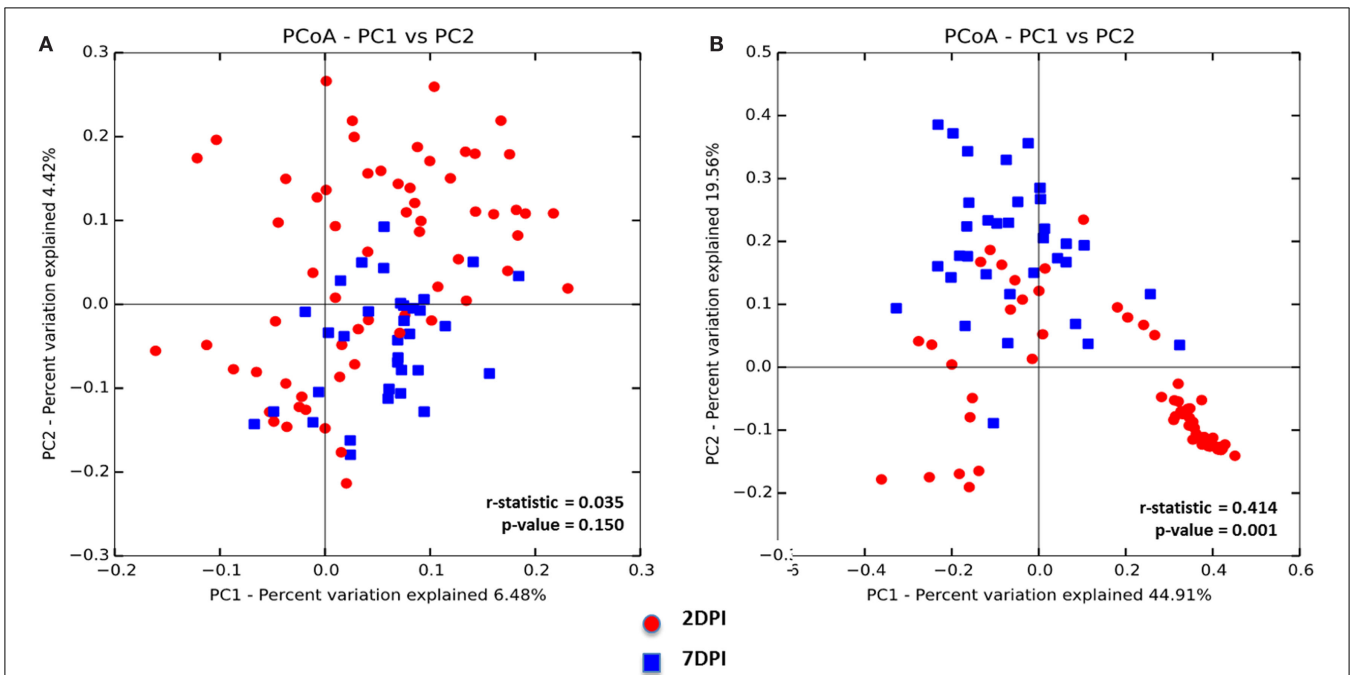 A
PCoA - PC1 vs PC2
0.3
0.2
0.1
0.0
−0.1
−0.2
−0.3
−0.2
−0.1
0.0
0.1
0.2
0.3
PC2 - Percent variation explained 4.42%
PC1 - Percent variation explained 6.48%
r-statistic = 0.035
p-value = 0.150
B
PCoA - PC1 vs PC2
0.5
0.4
0.3
0.2
0.1
0.0
−0.1
−0.2
−0.4
−0.2
0.0
0.2
0.4
0.6
PC2 - Percent variation explained 19.56%
PC1 - Percent variation explained 44.91%
r-statistic = 0.414
p-value = 0.001
2DPI
7DPI